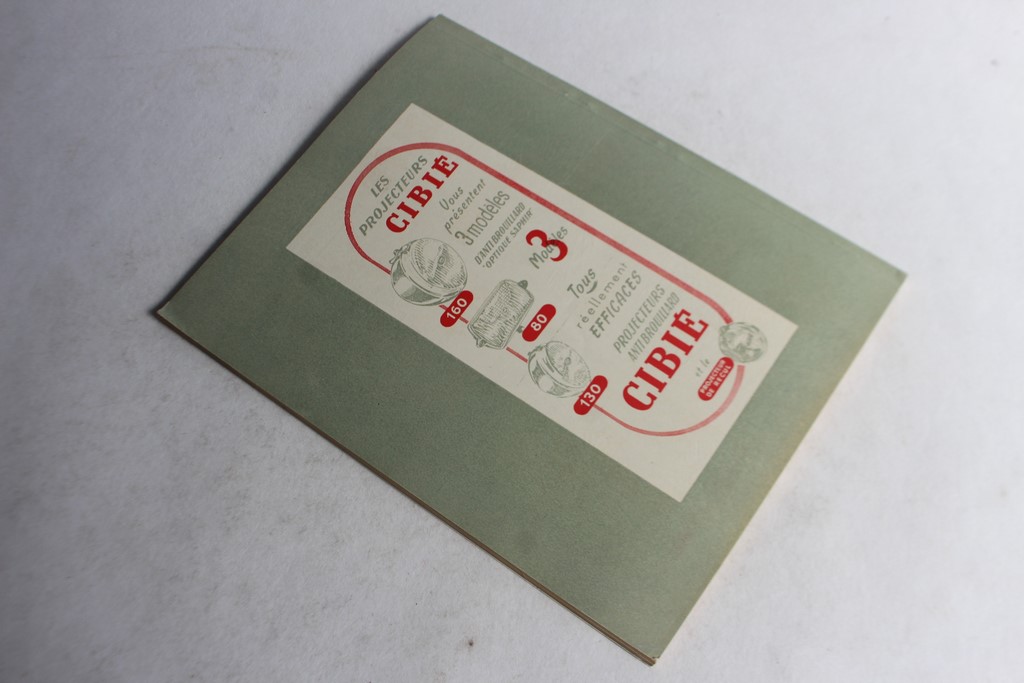 LES
PROJECTEURS
CIBIÉ
Vous
présentent
3 modèles
D'ANTIBROUILLARD
"OPTIQUE SAPHIR"
3
Modèles
160
80
130
Tous
réellement
EFFICACES
PROJECTEURS
ANTIBROUILLARD
CIBIÉ
et le
PROJECTEUR
DE RECUL